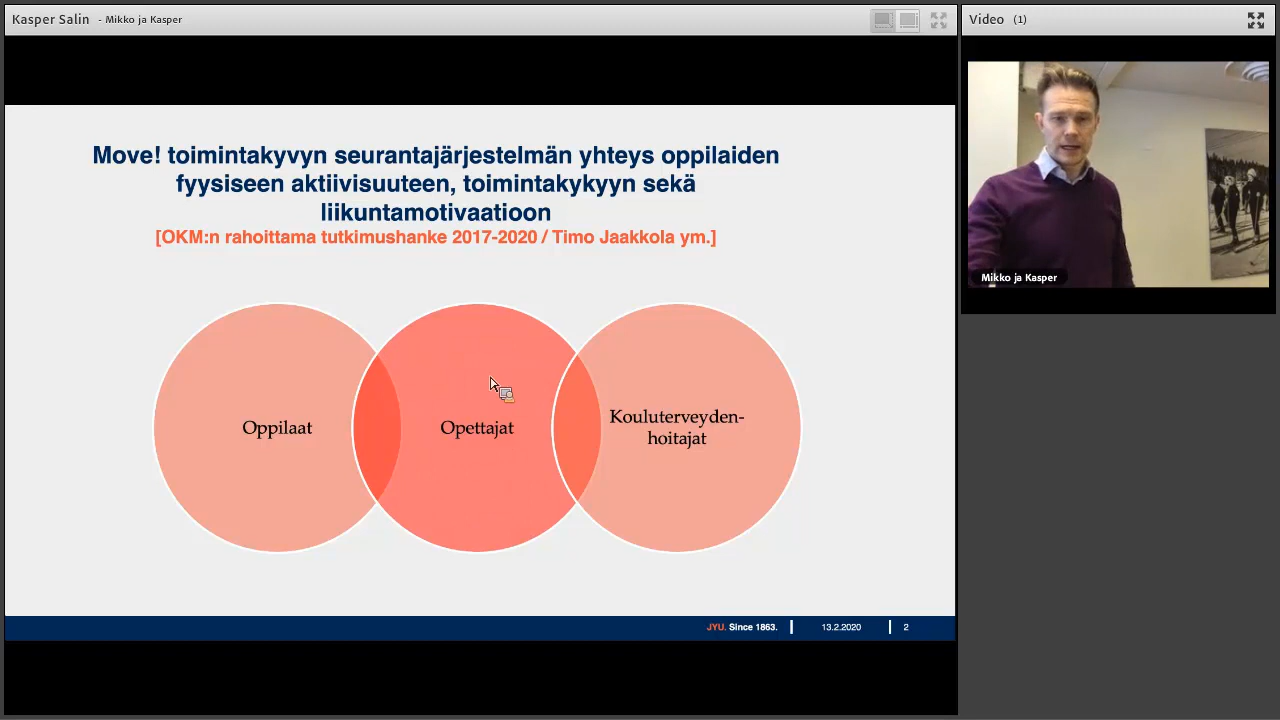 Kasper Salin - Mikko ja Kasper
Video (1)
Move! toimintakyvyn seurantajärjestelmän yhteys oppilaiden
fyysiseen aktiivisuuteen, toimintakykyyn sekä
liikuntamotivaatioon
[OKM:n rahoittama tutkimushanke 2017-2020 / Timo Jaakkola ym.]
Mikko ja Kasper
Oppilaat
Opettajat
Kouluterveyden-
hoitajat
JYU. Since 1863.
13.2.2020
2